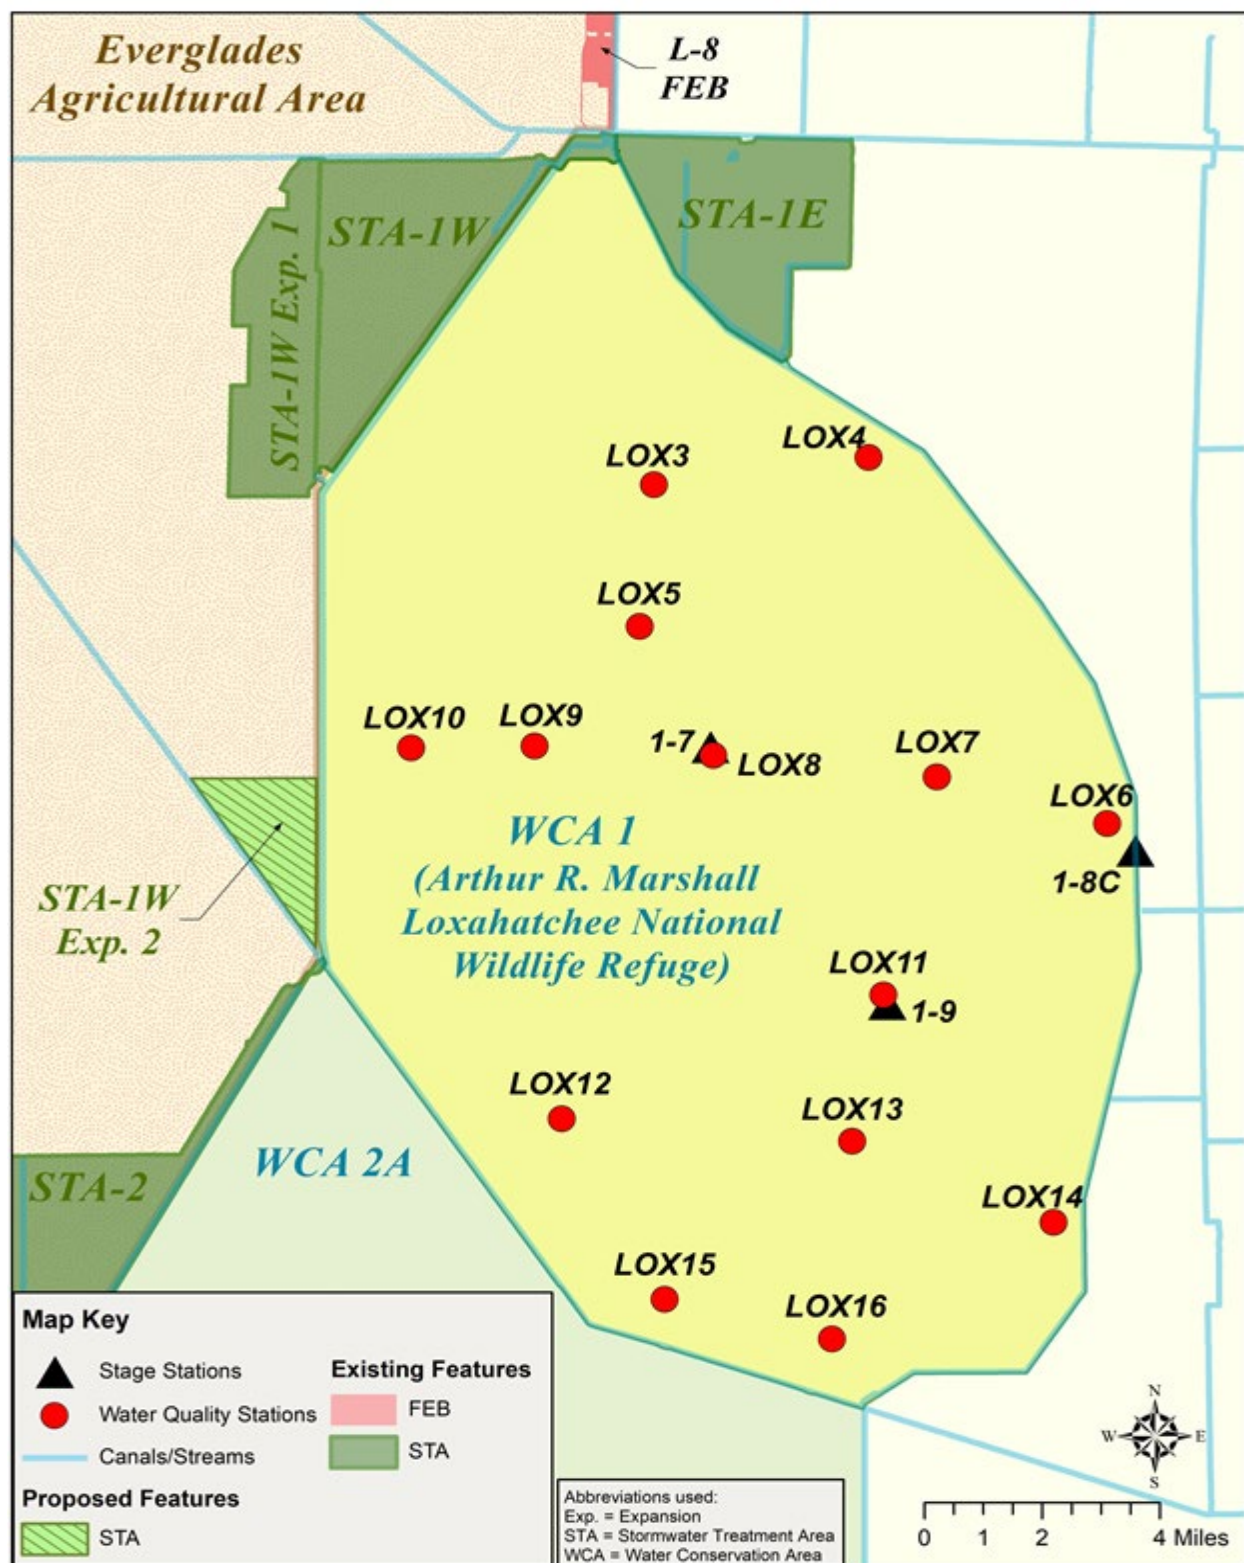 Everglades
Agricultural Area
L-8
FEB
STA-1W
STA-1E
STA-1W Exp. 1
LOX3
LOX4
LOX5
LOX10
LOX9
1-7
LOX8
LOX7
LOX6
1-8C
WCA 1
(Arthur R. Marshall
Loxahatchee National
Wildlife Refuge)
STA-1W
Exp. 2
LOX11
1-9
LOX12
LOX13
WCA 2A
STA-2
LOX14
LOX15
LOX16
Map Key
Stage Stations
Water Quality Stations
Canals/Streams
Proposed Features
STA
Existing Features
FEB
STA
Abbreviations used:
Exp. = Expansion
STA = Stormwater Treatment Area
WCA = Water Conservation Area
N
W E
S
0 1 2 4 Miles